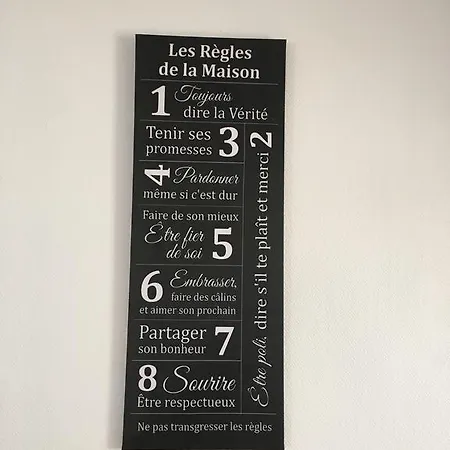 Les Règles
de la Maison
1 Toujours
dire la Vérité
2 Être poli, dire s'il te plaît et merci
Tenir ses
promesses 3
4 Pardonner
même si c'est dur
Faire de son mieux
Être fier
de soi 5
6 Embrasser,
faire des câlins
et aimer son prochain
Partager
son bonheur 7
8 Sourire
Être respectueux
Ne pas transgresser les règles